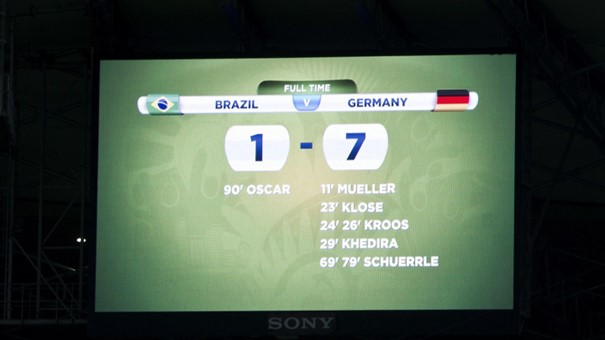 FULL TIME
BRAZIL V GERMANY
1 - 7
90' OSCAR 11' MUELLER
23' KLOSE
24' 26' KROOS
29' KHEDIRA
69' 79' SCHUERRLE
SONY